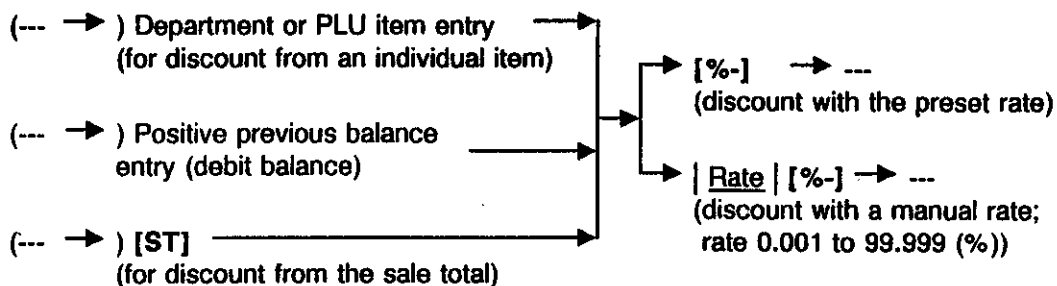 (--- → ) Department or PLU item entry
(for discount from an individual item)
(--- → ) Positive previous balance
entry (debit balance)
(--- → ) [ST]
(for discount from the sale total)
[%-] → ---
(discount with the preset rate)
| Rate | [%-] → ---
(discount with a manual rate;
rate 0.001 to 99.999 (%))